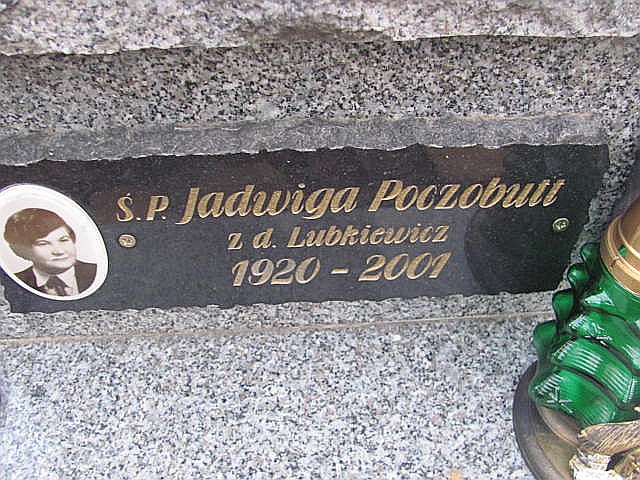 Ś.P. Jadwiga Poczobutt
z d. Lubkiewicz
1920 - 2001